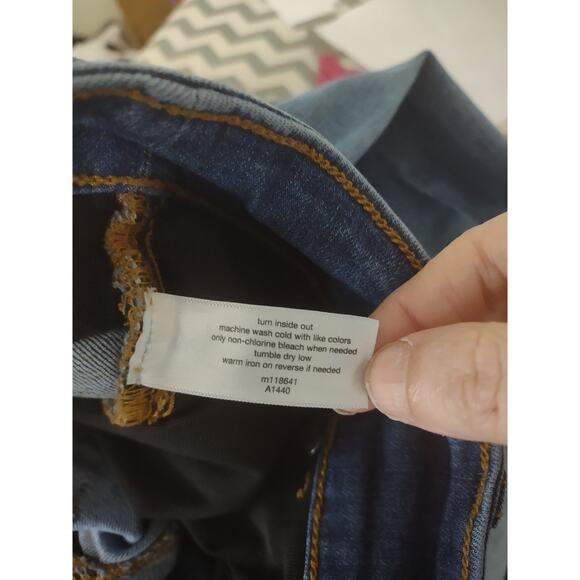 turn inside out
machine wash cold with like colors
only non-chlorine bleach when needed
tumble dry low
warm iron on reverse if needed
m118641
A1440